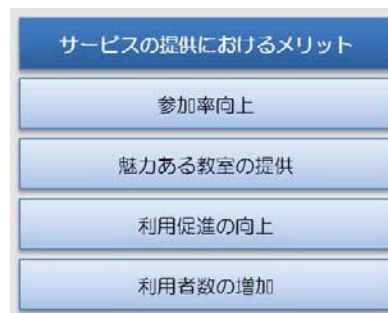 サービスの提供におけるメリット
参加率向上
魅力ある教室の提供
利用促進の向上
利用者数の増加